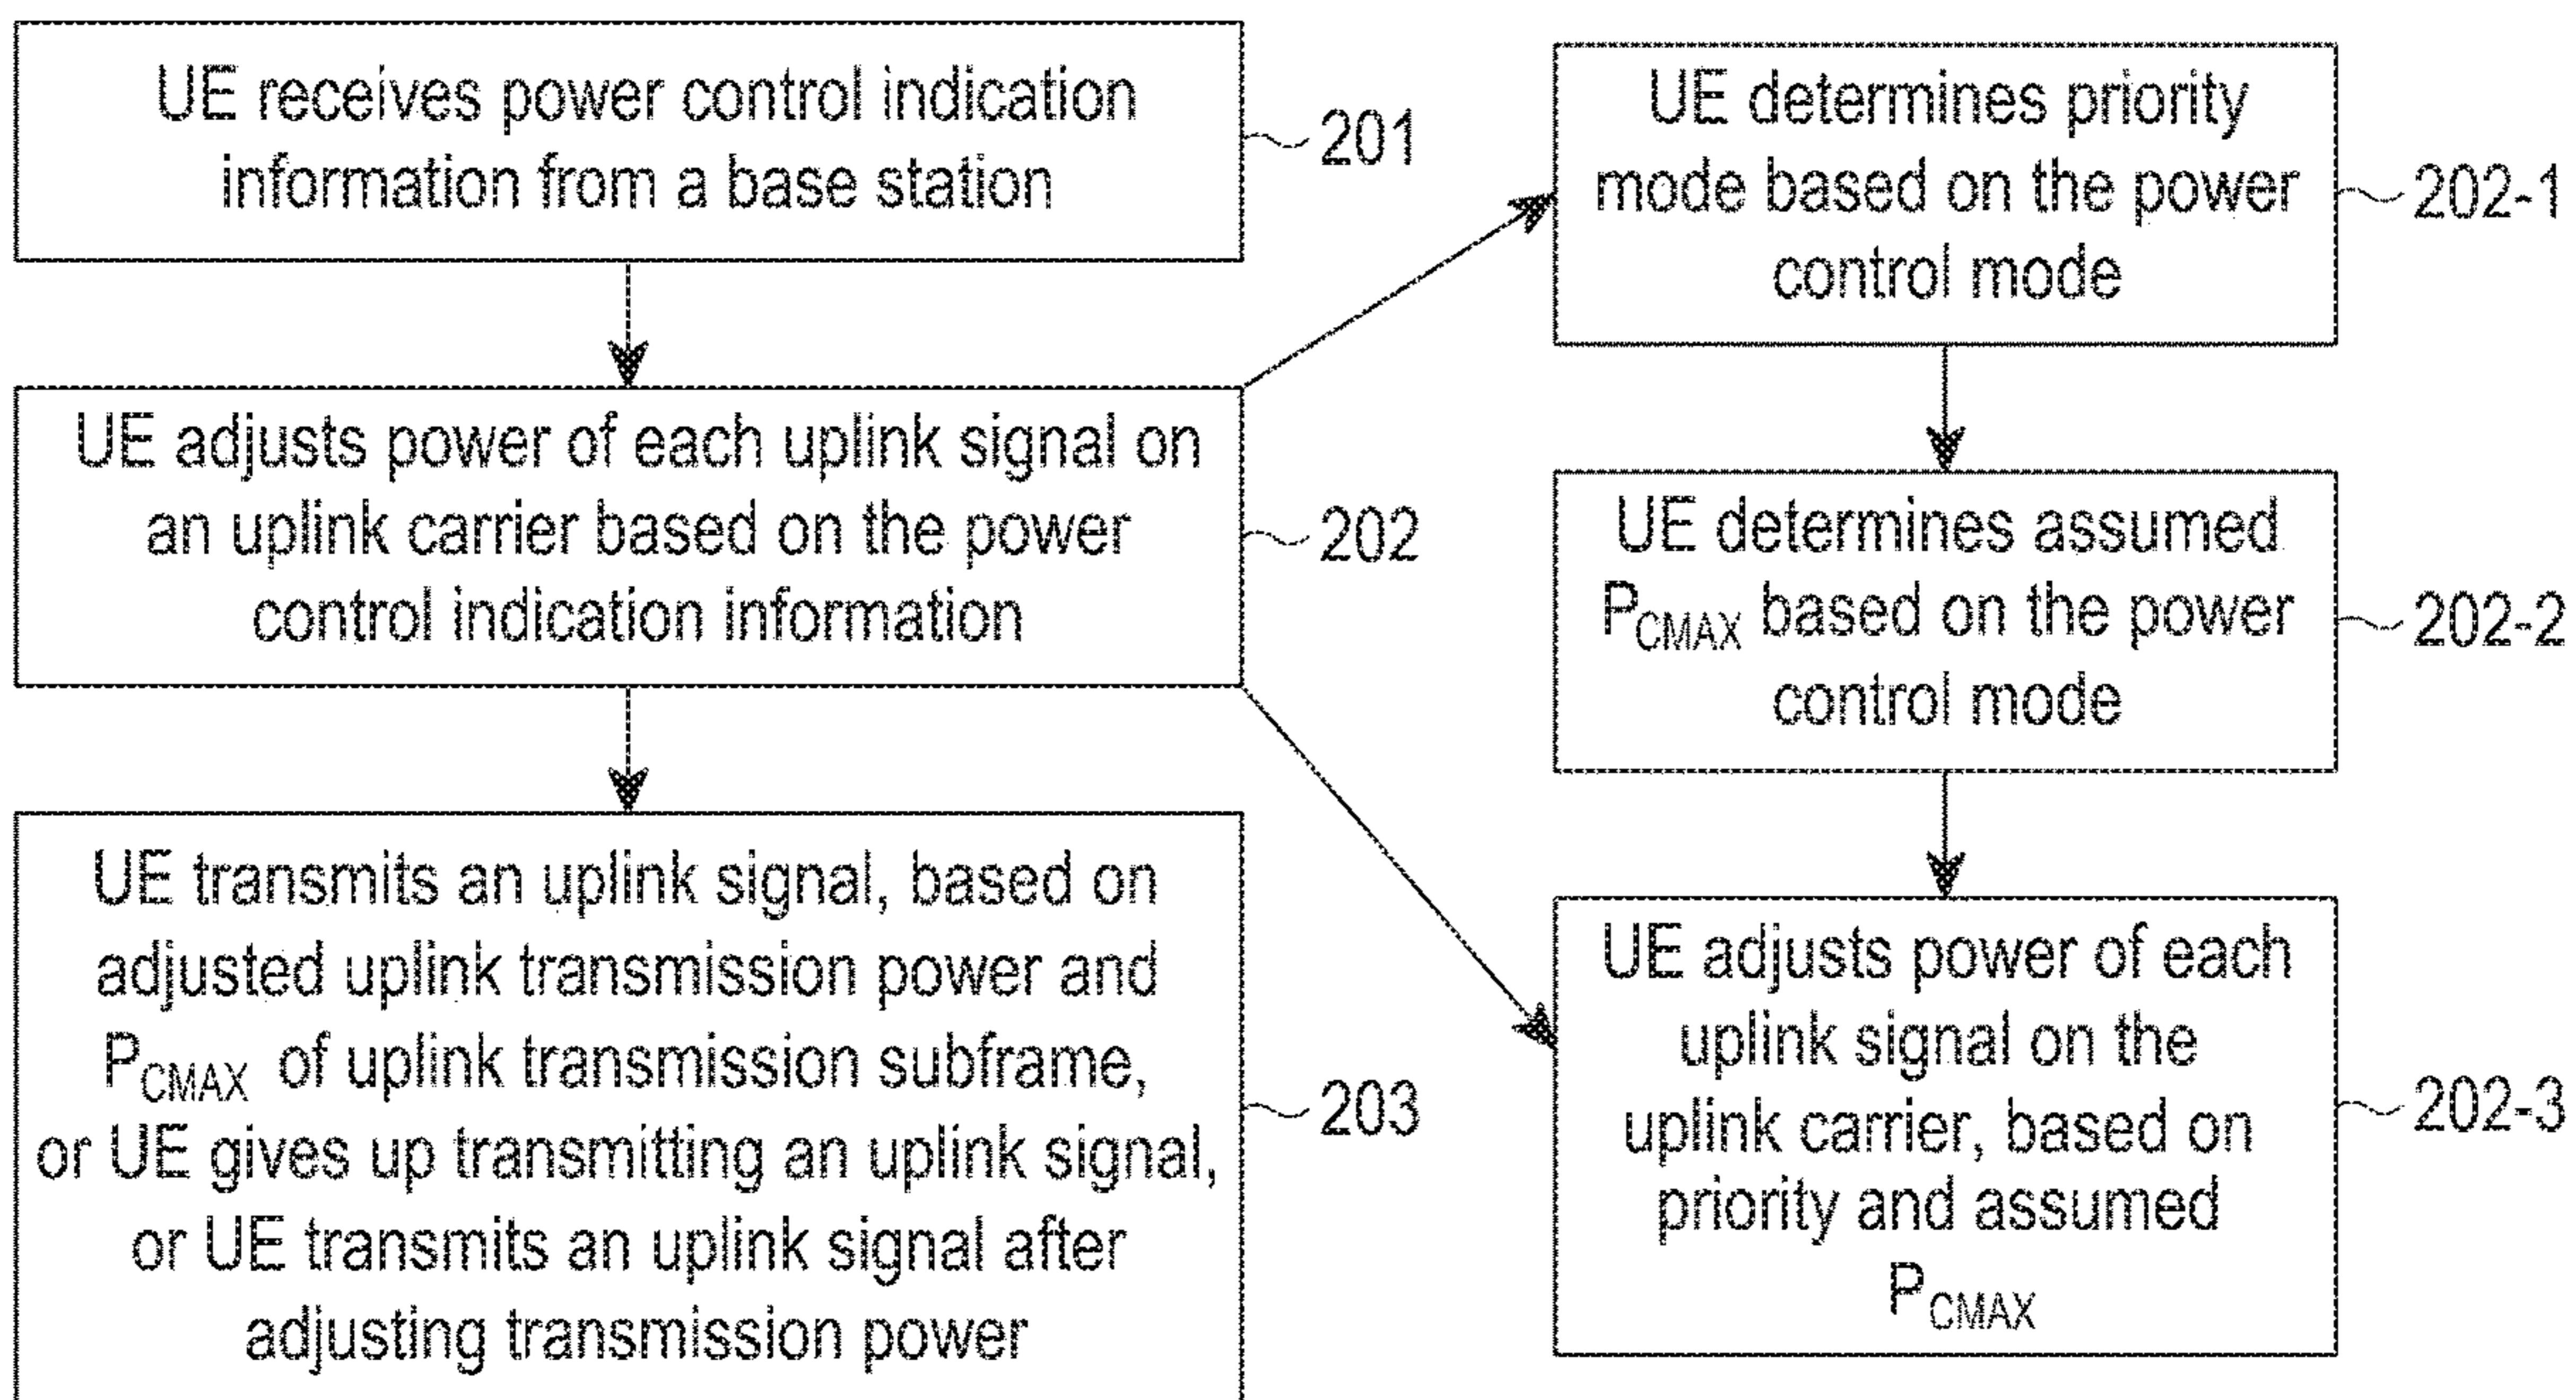 UE receives power control indication
information from a base station
201
UE adjusts power of each uplink signal on
an uplink carrier based on the power
control indication information
202
UE transmits an uplink signal, based on
adjusted uplink transmission power and
PCMAX of uplink transmission subframe,
or UE gives up transmitting an uplink signal,
or UE transmits an uplink signal after
adjusting transmission power
203
UE determines priority
mode based on the power
control mode
202-1
UE determines assumed
PCMAX based on the power
control mode
202-2
UE adjusts power of each
uplink signal on the
uplink carrier, based on
priority and assumed
PCMAX
202-3